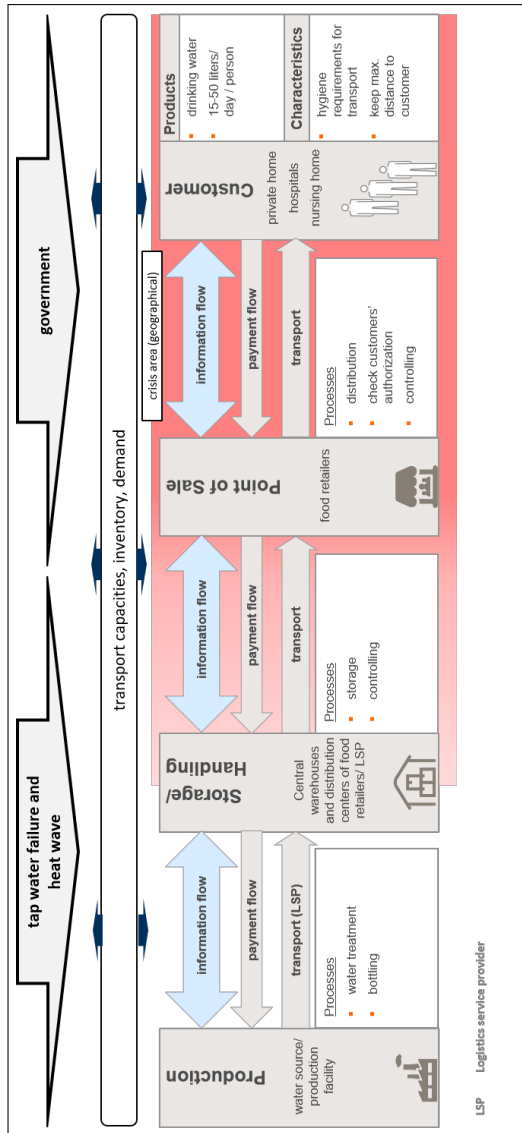 tap water failure and
heat wave
government
transport capacities, inventory, demand
crisis area (geographical)
Production
water source/
production
facility
information flow
payment flow
transport (LSP)
Processes
water treatment
bottling
Storage/
Handling
Central
warehouses
and distribution
centers of food
retailers/ LSP
information flow
payment flow
transport
Processes
storage
controlling
Point of Sale
food retailers
information flow
payment flow
transport
Processes
distribution
check customers'
authorization
controlling
Customer
private home
hospitals
nursing home
Products
drinking water
15-50 liters/
day / person
Characteristics
hygiene
requirements for
transport
keep max.
distance to
customer
LSP Logistics service provider